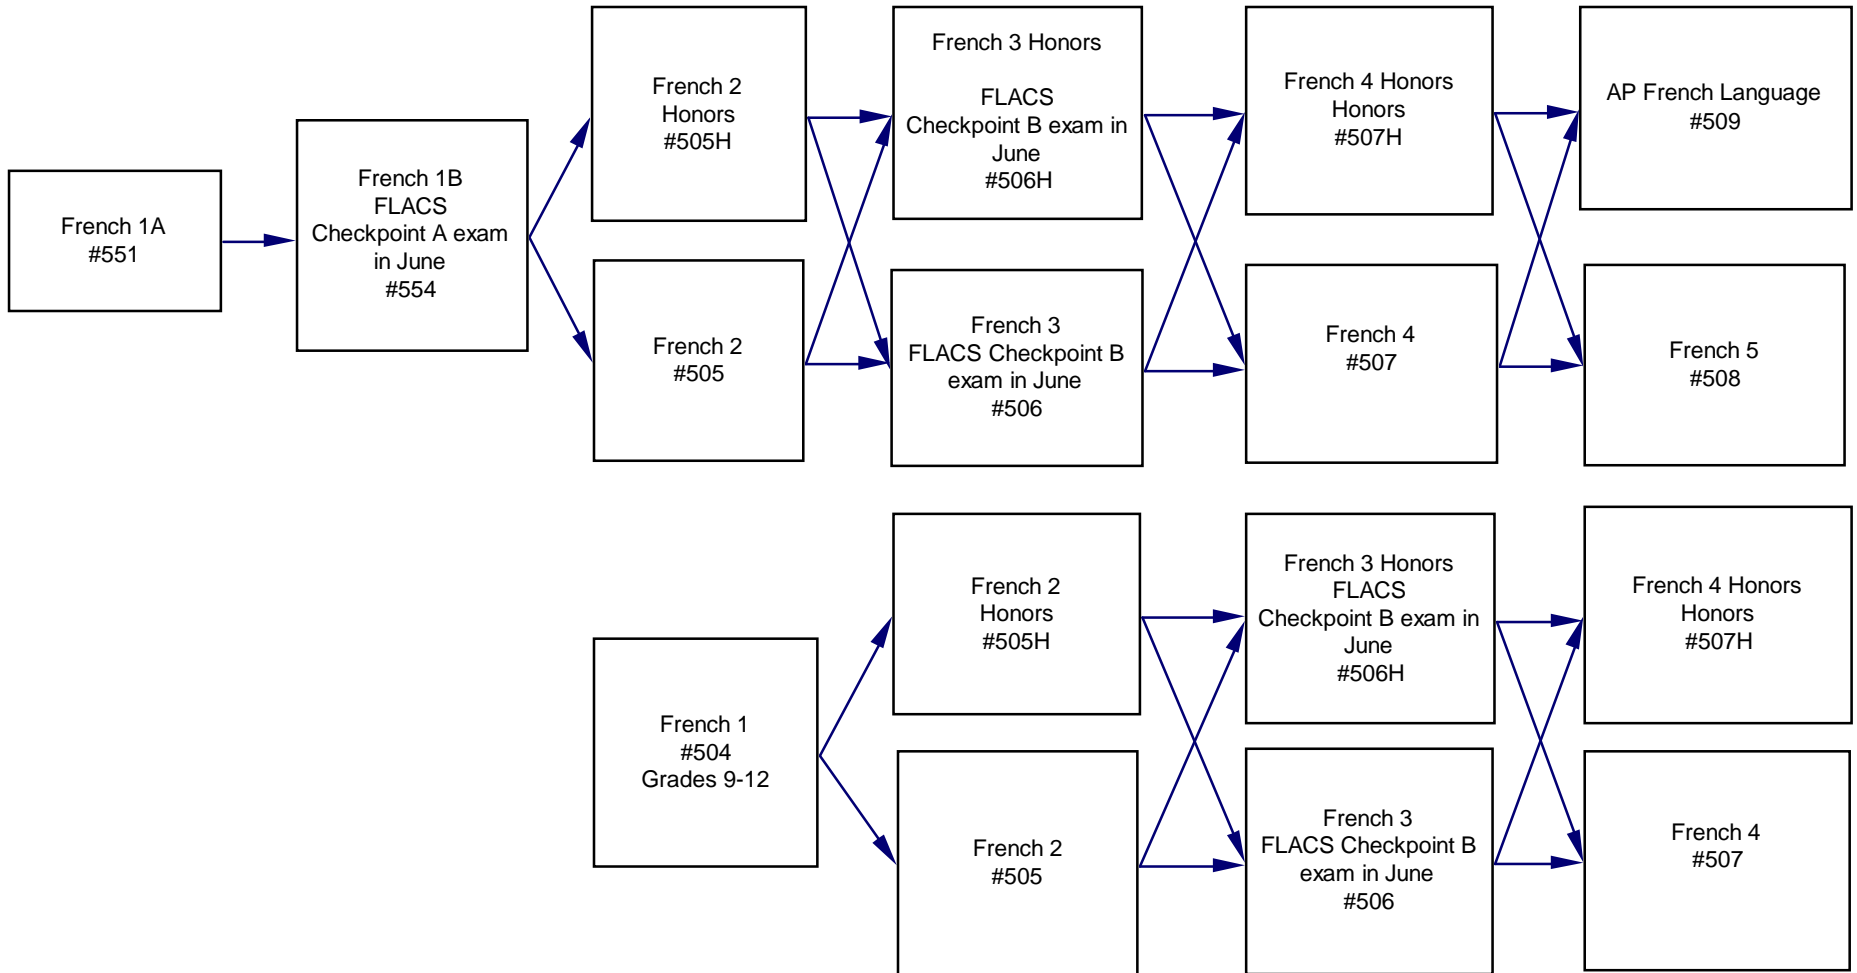 French 1A
#551
French 1B
FLACS
Checkpoint A exam
in June
#554
French 2
Honors
#505H
French 2
#505
French 3 Honors
FLACS
Checkpoint B exam in
June
#506H
French 3
FLACS Checkpoint B
exam in June
#506
French 4 Honors
Honors
#507H
French 4
#507
AP French Language
#509
French 5
#508
French 1
#504
Grades 9-12
French 2
Honors
#505H
French 2
#505
French 3 Honors
FLACS
Checkpoint B exam in
June
#506H
French 3
FLACS Checkpoint B
exam in June
#506
French 4 Honors
Honors
#507H
French 4
#507